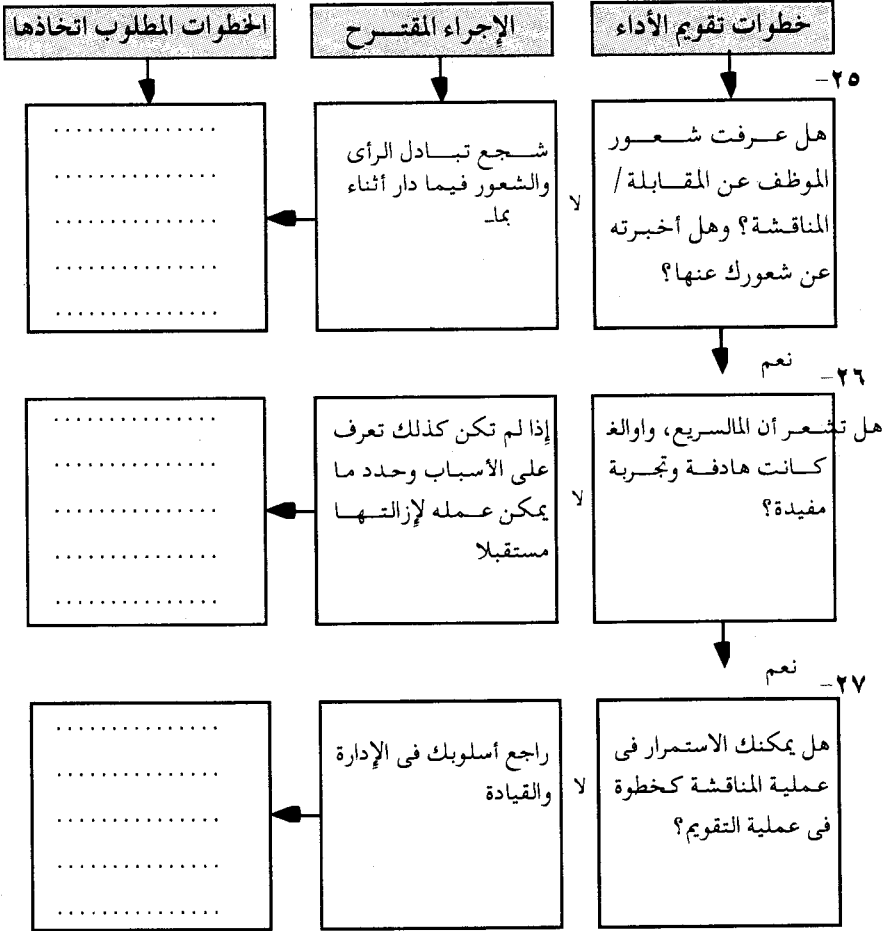 خطوات تقويم الأداء
الإجراء المقترح
الخطوات المطلوب اتخاذها
٢٥-
هل عرفت شعور
الموظف عن المقابلة /
المناقشة؟ وهل أخبرته
عن شعورك عنها؟
لا
شجع تبادل الرأى
والشعور فيما دار أثناء
بما
...............
...............
...............
...............
...............
نعم
٢٦-
هل تشعر أن المالسريع، واوالغ
كانت هادفة وتجربة
مفيدة؟
لا
إذا لم تكن كذلك تعرف
على الأسباب وحدد ما
يمكن عمله لإزالتها
مستقبلا
...............
...............
...............
...............
...............
نعم
٢٧-
هل يمكنك الاستمرار فى
عملية المناقشة كخطوة
فى عملية التقويم؟
لا
راجع أسلوبك فى الإدارة
والقيادة
...............
...............
...............
...............
...............